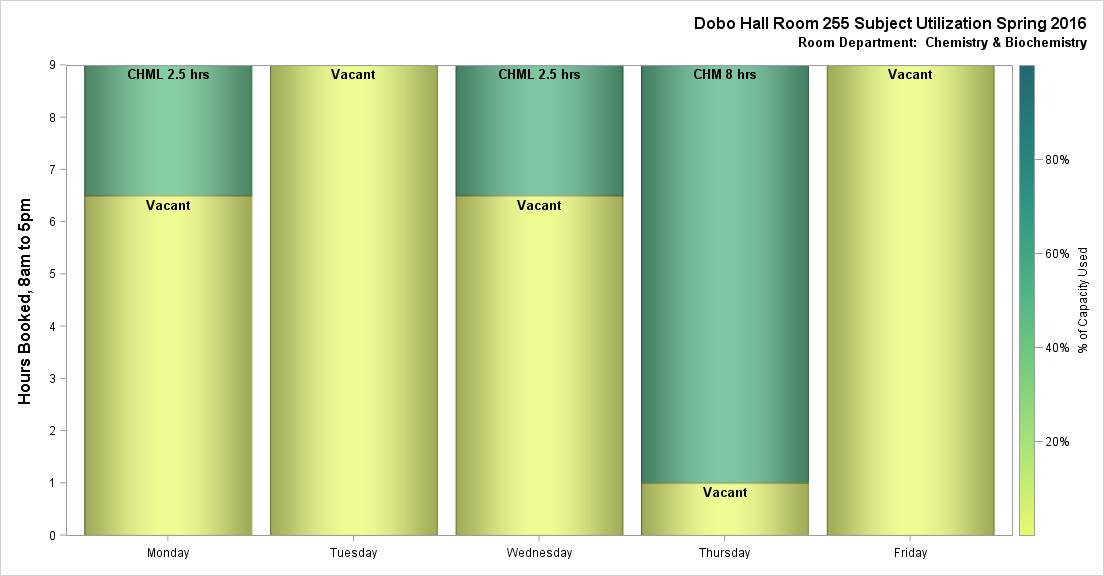 Dobo Hall Room 255 Subject Utilization Spring 2016
Room Department: Chemistry & Biochemistry
Hours Booked, 8am to 5pm
9
8
7
6
5
4
3
2
1
0
CHML 2.5 hrs
Vacant
Vacant
CHML 2.5 hrs
Vacant
CHM 8 hrs
Vacant
Vacant
Monday
Tuesday
Wednesday
Thursday
Friday
80%
60%
40%
20%
% of Capacity Used